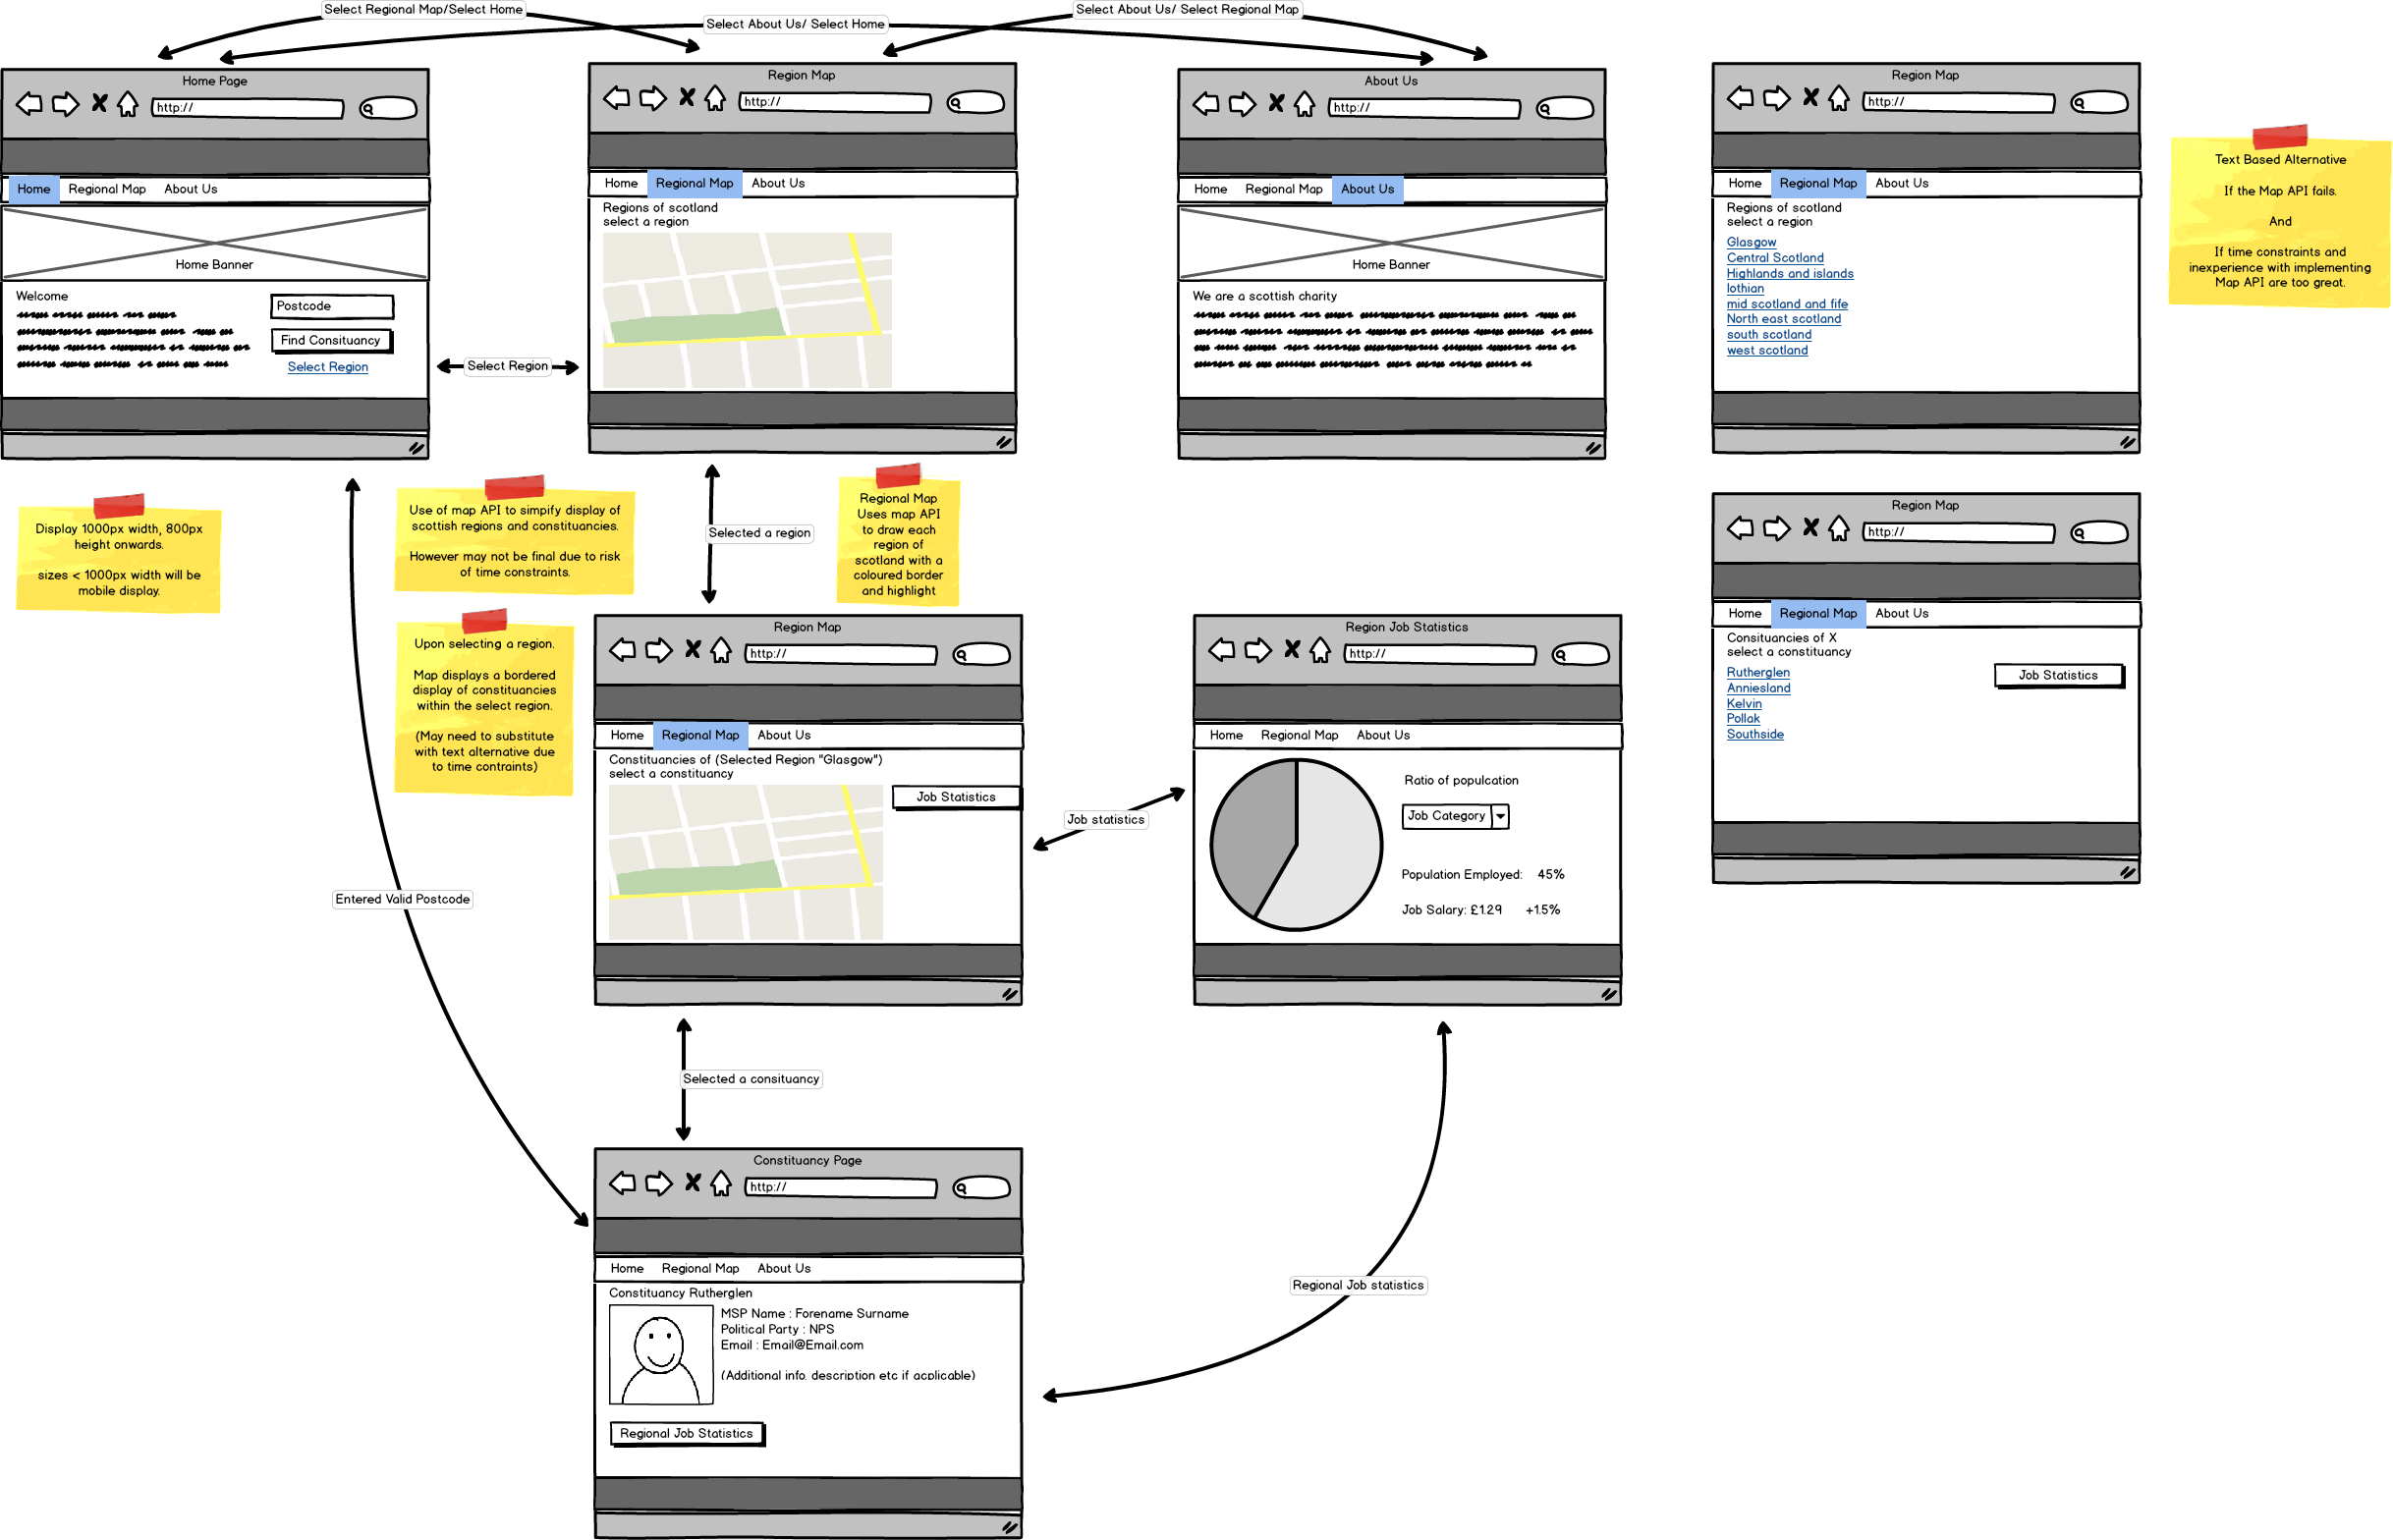 Select Regional Map/Select Home
Select About Us/ Select Home
Select About Us/ Select Regional Map
Home Page
http://
Home
Regional Map
About Us
Home Banner
Welcome
Postcode
Find Consituancy
Select Region
Select Region
Region Map
http://
Home
Regional Map
About Us
Regions of scotland
select a region
About Us
http://
Home
Regional Map
About Us
Home Banner
We are a scottish charity
Region Map
http://
Home
Regional Map
About Us
Regions of scotland
select a region
Glasgow
Central Scotland
Highlands and islands
lothian
mid scotland and fife
North east scotland
south scotland
west scotland
Text Based Alternative
If the Map API fails.
And
If time constraints and
inexperience with implementing
Map API are too great.
Display 1000px width, 800px
height onwards.
sizes < 1000px width will be
mobile display.
Use of map API to simpify display of
scottish regions and constituancies.
However may not be final due to risk
of time constraints.
Selected a region
Regional Map
Uses map API
to draw each
region of
scotland with a
coloured border
and highlight
Upon selecting a region.
Map displays a bordered
display of constituancies
within the select region.
(May need to substitute
with text alternative due
to time contraints)
Region Map
http://
Home
Regional Map
About Us
Constituancies of (Selected Region "Glasgow")
select a constituancy
Job Statistics
Job statistics
Region Job Statistics
http://
Home
Regional Map
About Us
Ratio of populcation
Job Category
Population Employed: 45%
Job Salary: £1.29 +1.5%
Region Map
http://
Home
Regional Map
About Us
Consituancies of X
select a constituancy
Rutherglen
Anniesland
Kelvin
Pollak
Southside
Job Statistics
Entered Valid Postcode
Selected a consituancy
Constituancy Page
http://
Home
Regional Map
About Us
Constituancy Rutherglen
MSP Name : Forename Surname
Political Party : NPS
Email : Email@Email.com
(Additional info, description etc if applicable)
Regional Job Statistics
Regional Job statistics